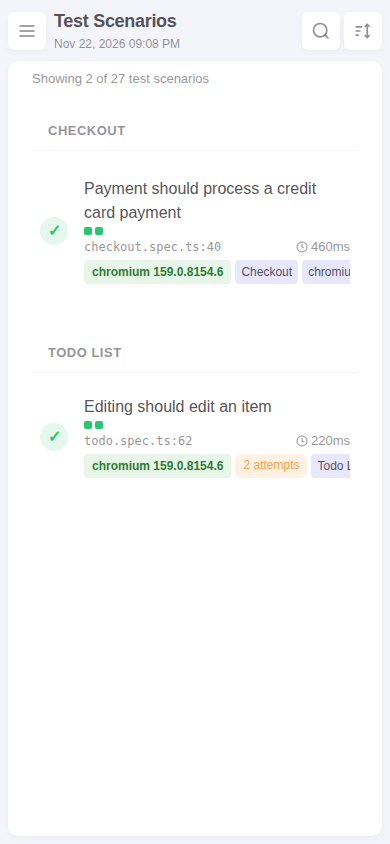 Test Scenarios
Nov 22, 2026 09:08 PM
Showing 2 of 27 test scenarios
CHECKOUT
Payment should process a credit
card payment
checkout.spec.ts:40 460ms
chromium 159.0.8154.6 Checkout chromiu
TODO LIST
Editing should edit an item
todo.spec.ts:62 220ms
chromium 159.0.8154.6 2 attempts Todo L